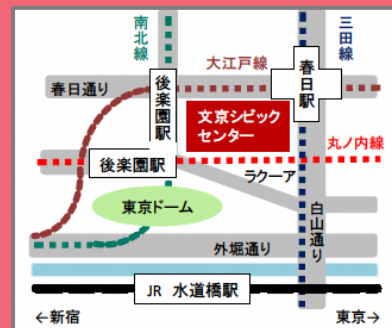 南北線
三田線
大江戸線
春日通り
後楽園駅
春日駅
文京シビック
センター
丸ノ内線
後楽園駅
ラクーア
東京ドーム
白山通り
外堀通り
JR 水道橋駅
←新宿
東京→